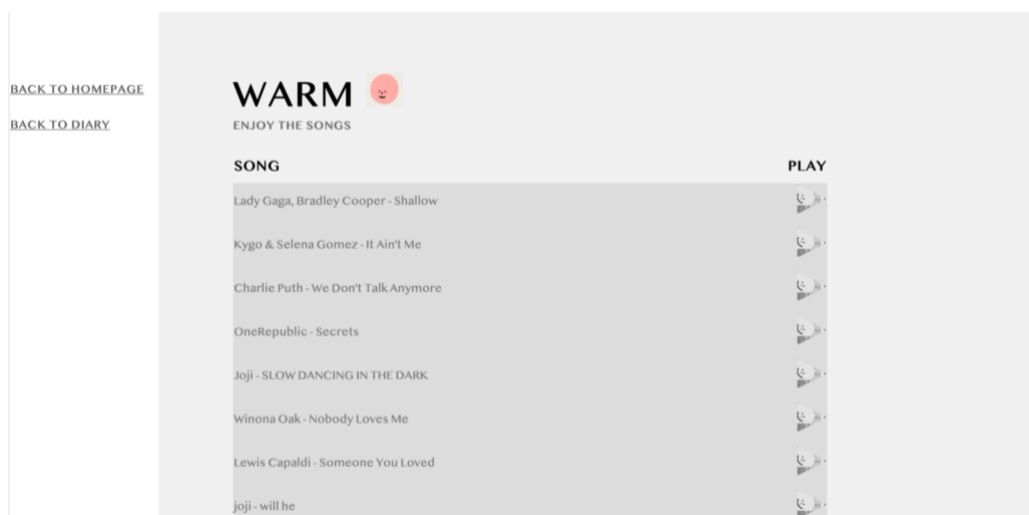 BACK TO HOMEPAGE
BACK TO DIARY
WARM
ENJOY THE SONGS
SONG PLAY
Lady Gaga, Bradley Cooper - Shallow
Kygo & Selena Gomez - It Ain't Me
Charlie Puth - We Don't Talk Anymore
OneRepublic - Secrets
Joji - SLOW DANCING IN THE DARK
Winona Oak - Nobody Loves Me
Lewis Capaldi - Someone You Loved
joji - will he